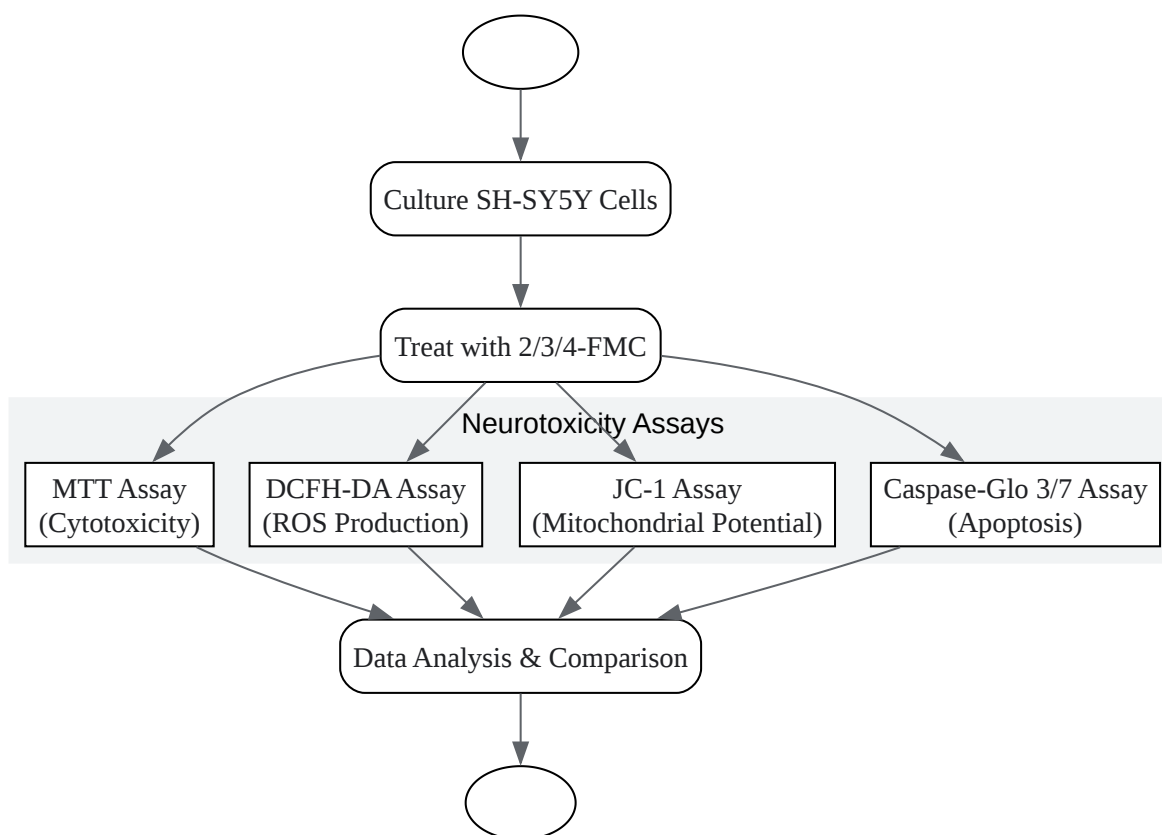 Culture SH-SY5Y Cells
Treat with 2/3/4-FMC
Neurotoxicity Assays
MTT Assay
(Cytotoxicity)
DCFH-DA Assay
(ROS Production)
JC-1 Assay
(Mitochondrial Potential)
Caspase-Glo 3/7 Assay
(Apoptosis)
Data Analysis & Comparison